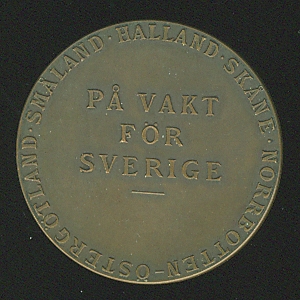 SMÅLAND · HALLAND · SKÅNE · NORRBOTTEN – ÖSTERGÖTLAND ·
PÅ VAKT
FÖR
SVERIGE